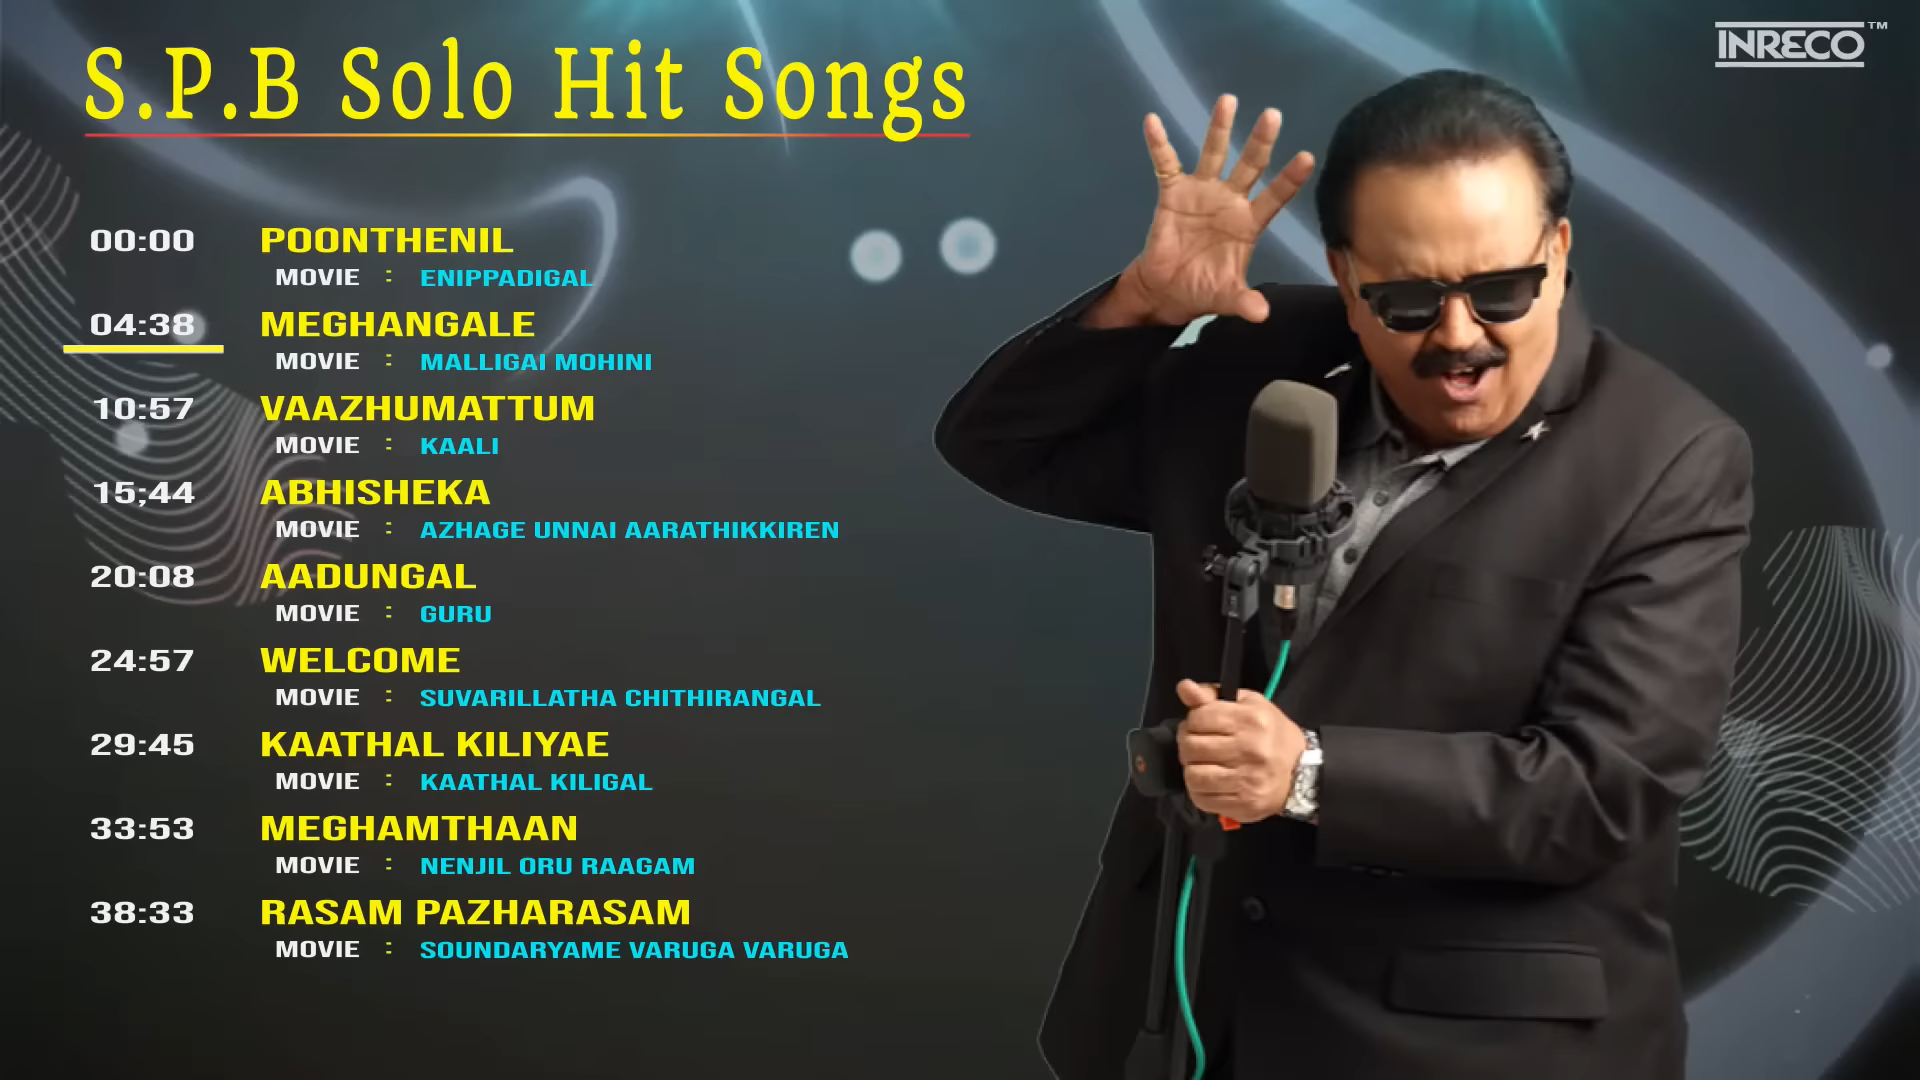 S.P.B Solo Hit Songs
INRECO™
00:00 POONTHENIL
MOVIE : ENIPPADIGAL
04:38 MEGHANGALE
MOVIE : MALLIGAI MOHINI
10:57 VAAZHUMATTUM
MOVIE : KAALI
15;44 ABHISHEKA
MOVIE : AZHAGE UNNAI AARATHIKKIREN
20:08 AADUNGAL
MOVIE : GURU
24:57 WELCOME
MOVIE : SUVARILLATHA CHITHIRANGAL
29:45 KAATHAL KILIYAE
MOVIE : KAATHAL KILIGAL
33:53 MEGHAMTHAAN
MOVIE : NENJIL ORU RAAGAM
38:33 RASAM PAZHARASAM
MOVIE : SOUNDARYAME VARUGA VARUGA